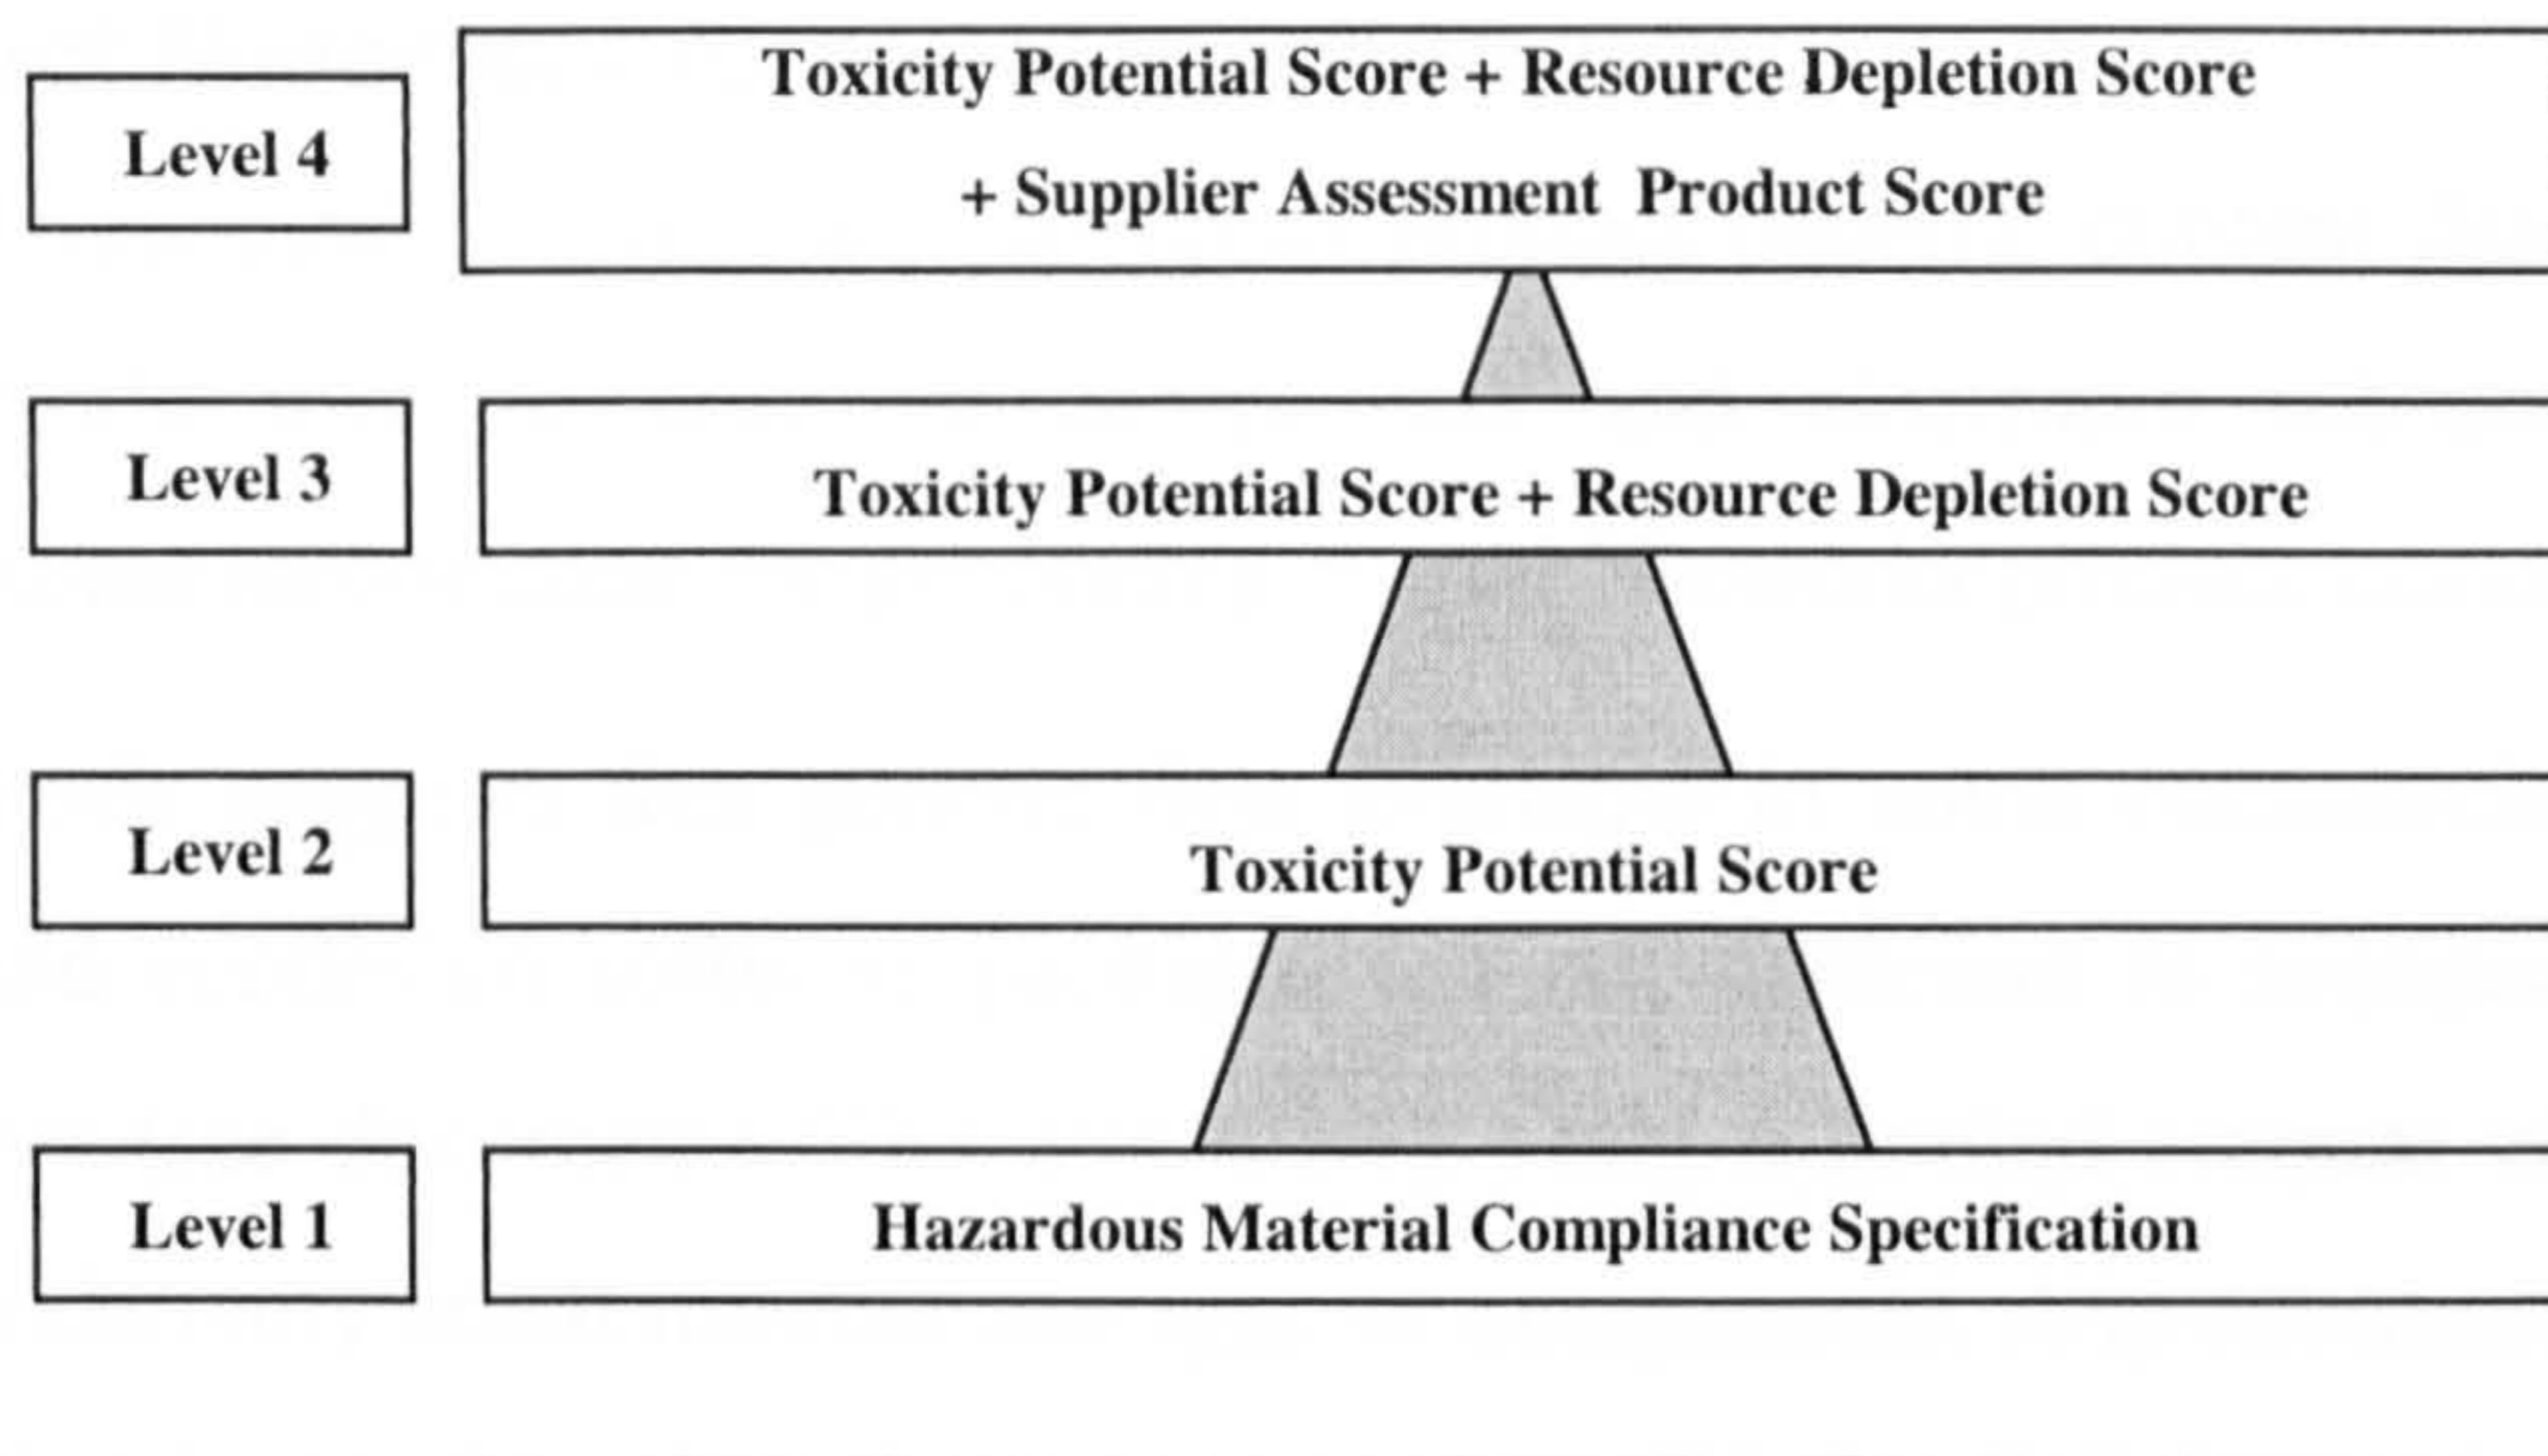 Level 4
Toxicity Potential Score + Resource Depletion Score
+ Supplier Assessment Product Score
Level 3
Toxicity Potential Score + Resource Depletion Score
Level 2
Toxicity Potential Score
Level 1
Hazardous Material Compliance Specification